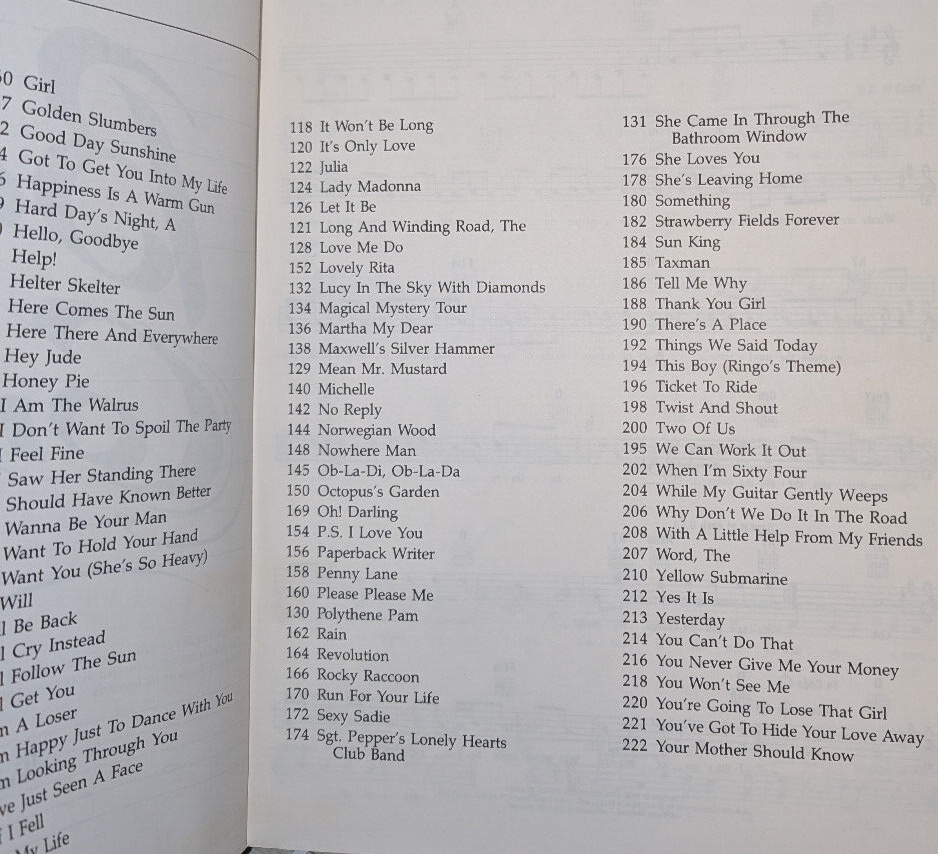 Girl
Golden Slumbers
Good Day Sunshine
Got To Get You Into My Life
Happiness Is A Warm Gun
Hard Day's Night, A
Hello, Goodbye
Help!
Helter Skelter
Here Comes The Sun
Here There And Everywhere
Hey Jude
Honey Pie
I Am The Walrus
I Don't Want To Spoil The Party
Feel Fine
Saw Her Standing There
Should Have Known Better
Wanna Be Your Man
Want To Hold Your Hand
Want You (She's So Heavy)
Will
Be Back
Cry Instead
Follow The Sun
Get You
A Loser
Happy Just To Dance With You
Looking Through You
Just Seen A Face
I Fell
My Life
118 It Won't Be Long
120 It's Only Love
122 Julia
124 Lady Madonna
126 Let It Be
121 Long And Winding Road, The
128 Love Me Do
152 Lovely Rita
132 Lucy In The Sky With Diamonds
134 Magical Mystery Tour
136 Martha My Dear
138 Maxwell's Silver Hammer
129 Mean Mr. Mustard
140 Michelle
142 No Reply
144 Norwegian Wood
148 Nowhere Man
145 Ob-La-Di, Ob-La-Da
150 Octopus's Garden
169 Oh! Darling
154 P.S. I Love You
156 Paperback Writer
158 Penny Lane
160 Please Please Me
130 Polythene Pam
162 Rain
164 Revolution
166 Rocky Raccoon
170 Run For Your Life
172 Sexy Sadie
174 Sgt. Pepper's Lonely Hearts
Club Band
131 She Came In Through The
Bathroom Window
176 She Loves You
178 She's Leaving Home
180 Something
182 Strawberry Fields Forever
184 Sun King
185 Taxman
186 Tell Me Why
188 Thank You Girl
190 There's A Place
192 Things We Said Today
194 This Boy (Ringo's Theme)
196 Ticket To Ride
198 Twist And Shout
200 Two Of Us
195 We Can Work It Out
202 When I'm Sixty Four
204 While My Guitar Gently Weeps
206 Why Don't We Do It In The Road
208 With A Little Help From My Friends
207 Word, The
210 Yellow Submarine
212 Yes It Is
213 Yesterday
214 You Can't Do That
216 You Never Give Me Your Money
218 You Won't See Me
220 You're Going To Lose That Girl
221 You've Got To Hide Your Love Away
222 Your Mother Should Know